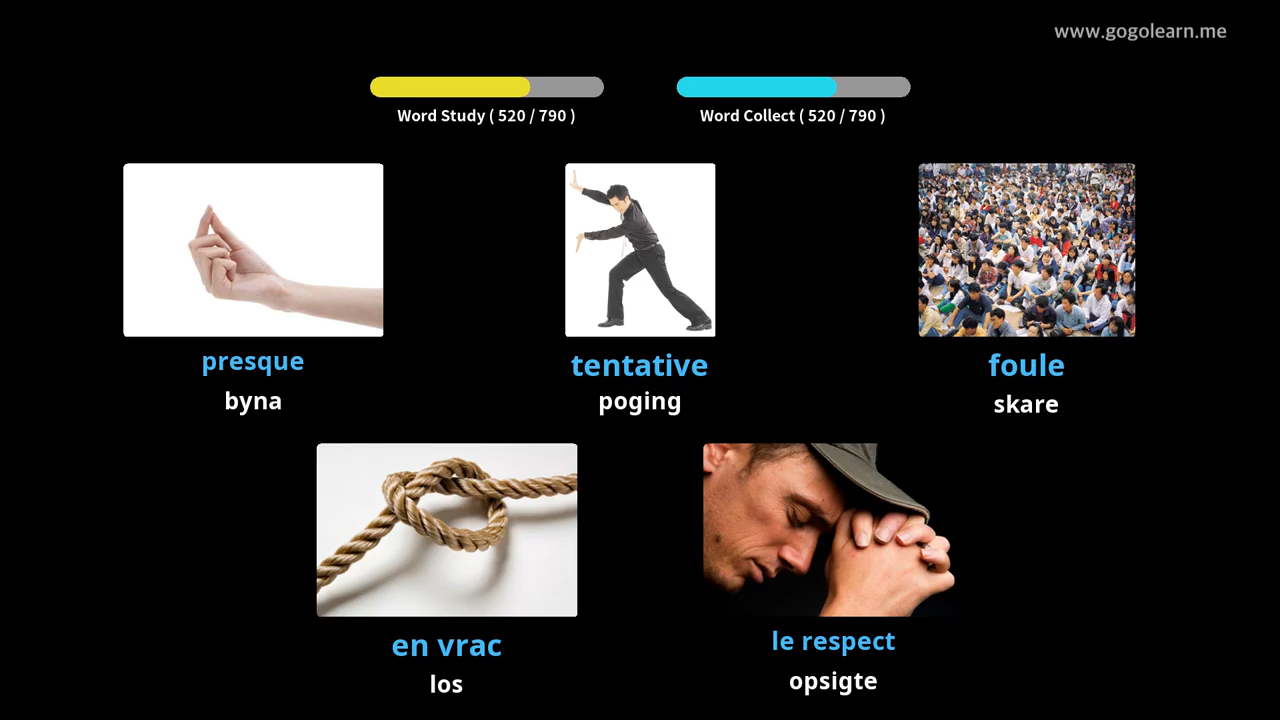 www.gogolearn.me
Word Study ( 520 / 790 )
Word Collect ( 520 / 790 )
presque
byna
tentative
poging
foule
skare
en vrac
los
le respect
opsigte